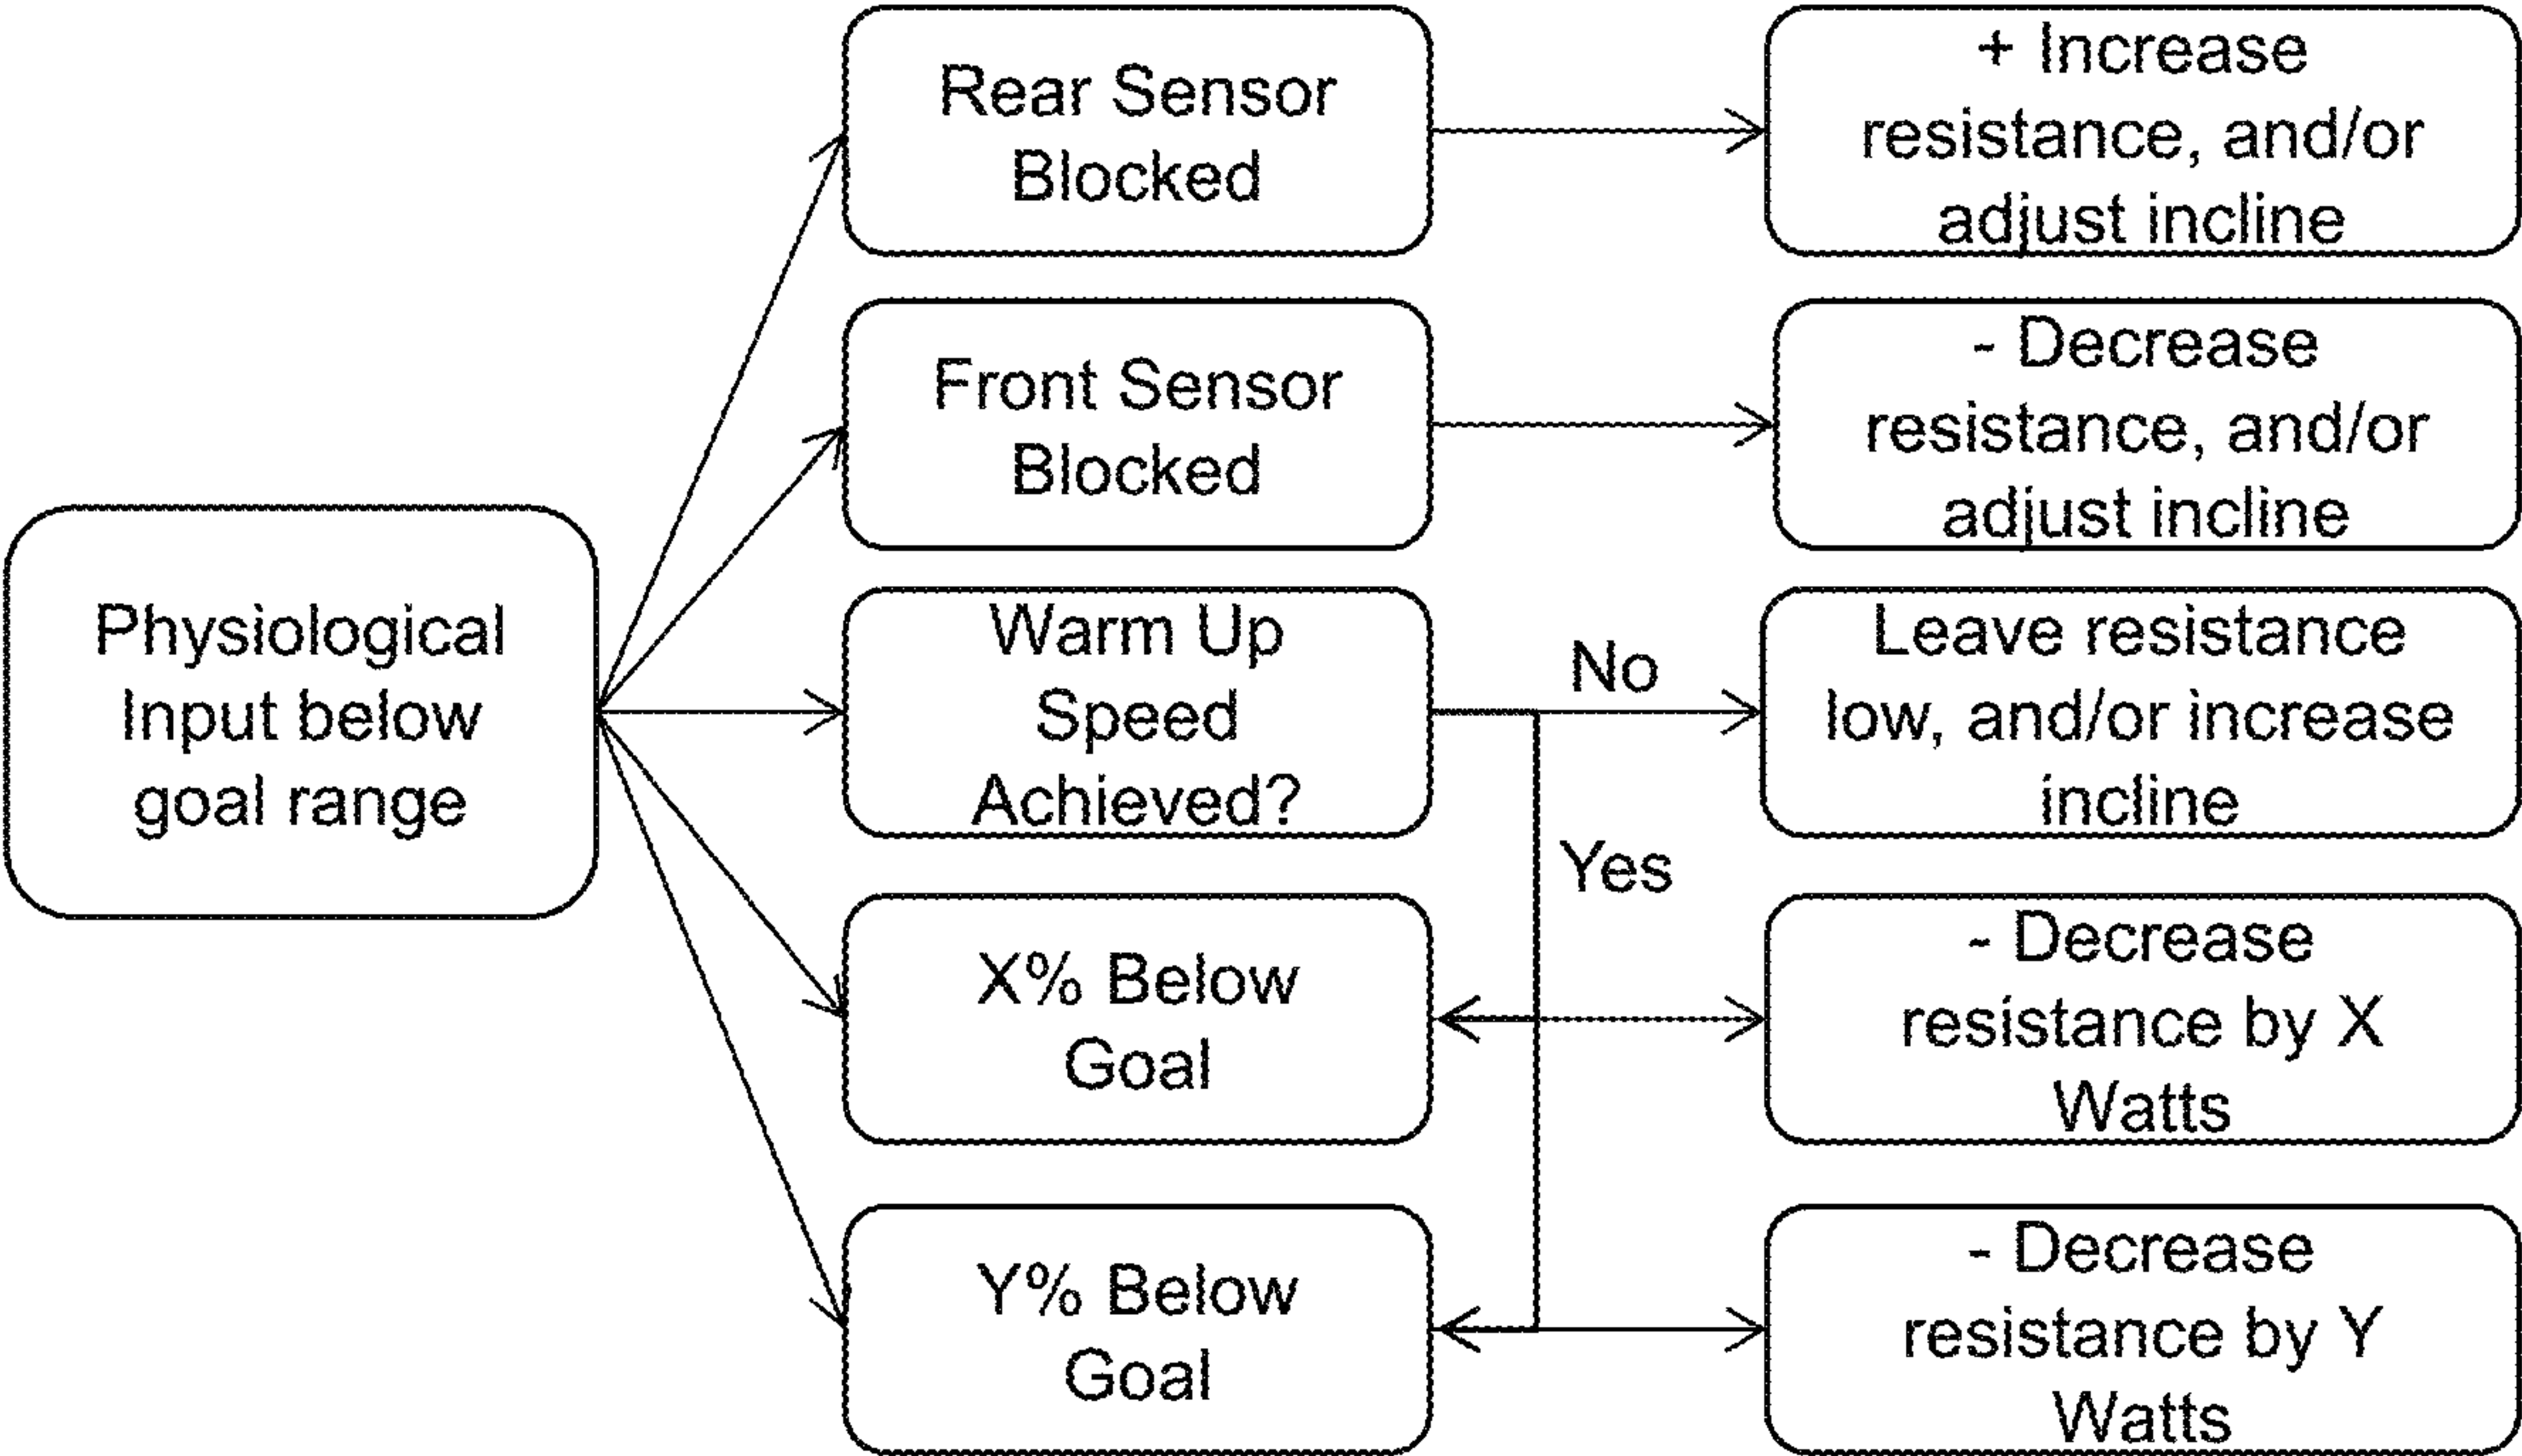 Rear Sensor
Blocked
+ Increase
resistance, and/or
adjust incline
Front Sensor
Blocked
- Decrease
resistance, and/or
adjust incline
Physiological
Input below
goal range
Warm Up
Speed
Achieved?
No
Leave resistance
low, and/or increase
incline
Yes
X% Below
Goal
- Decrease
resistance by X
Watts
Y% Below
Goal
- Decrease
resistance by Y
Watts